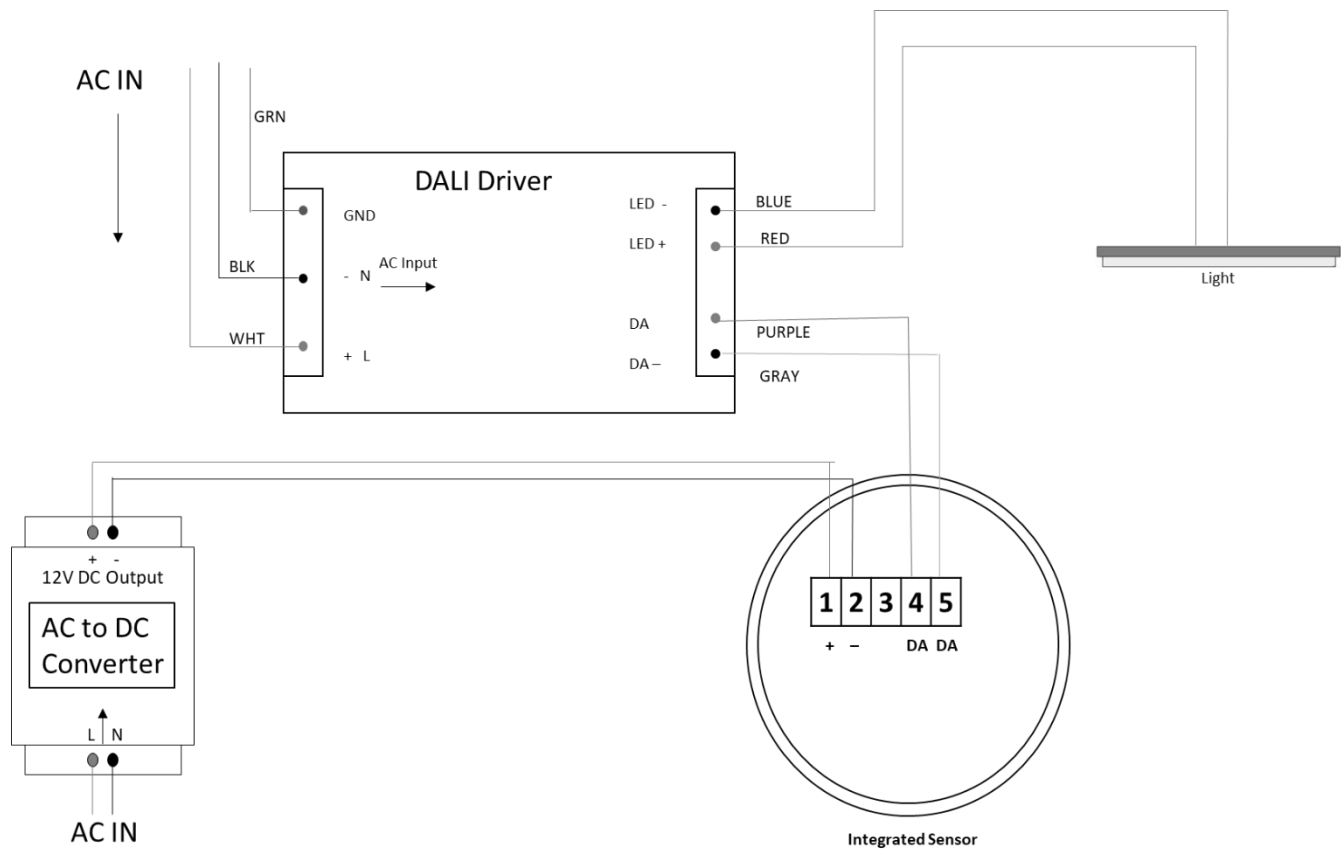 AC IN
GRN
DALI Driver
GND
BLK
- N
AC Input
WHT
+ L
LED -
BLUE
LED +
RED
DA
PURPLE
DA –
GRAY
Light
+ -
12V DC Output
AC to DC
Converter
L N
AC IN
1 2 3 4 5
+ – DA DA
Integrated Sensor